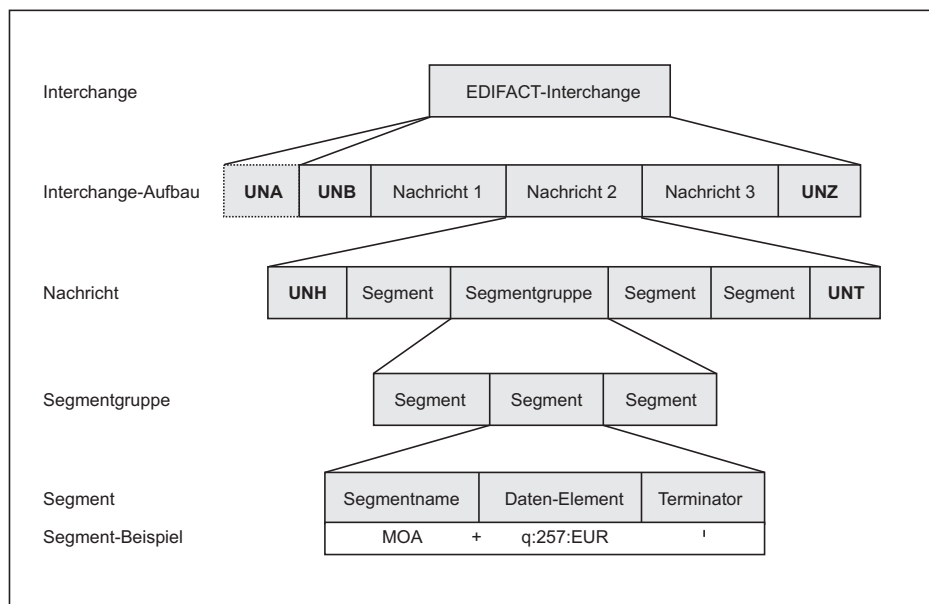 Interchange EDIFACT-Interchange
Interchange-Aufbau UNA UNB Nachricht 1 Nachricht 2 Nachricht 3 UNZ
Nachricht UNH Segment Segmentgruppe Segment Segment UNT
Segmentgruppe Segment Segment Segment
Segment Segmentname Daten-Element Terminator
Segment-Beispiel MOA + q:257:EUR '